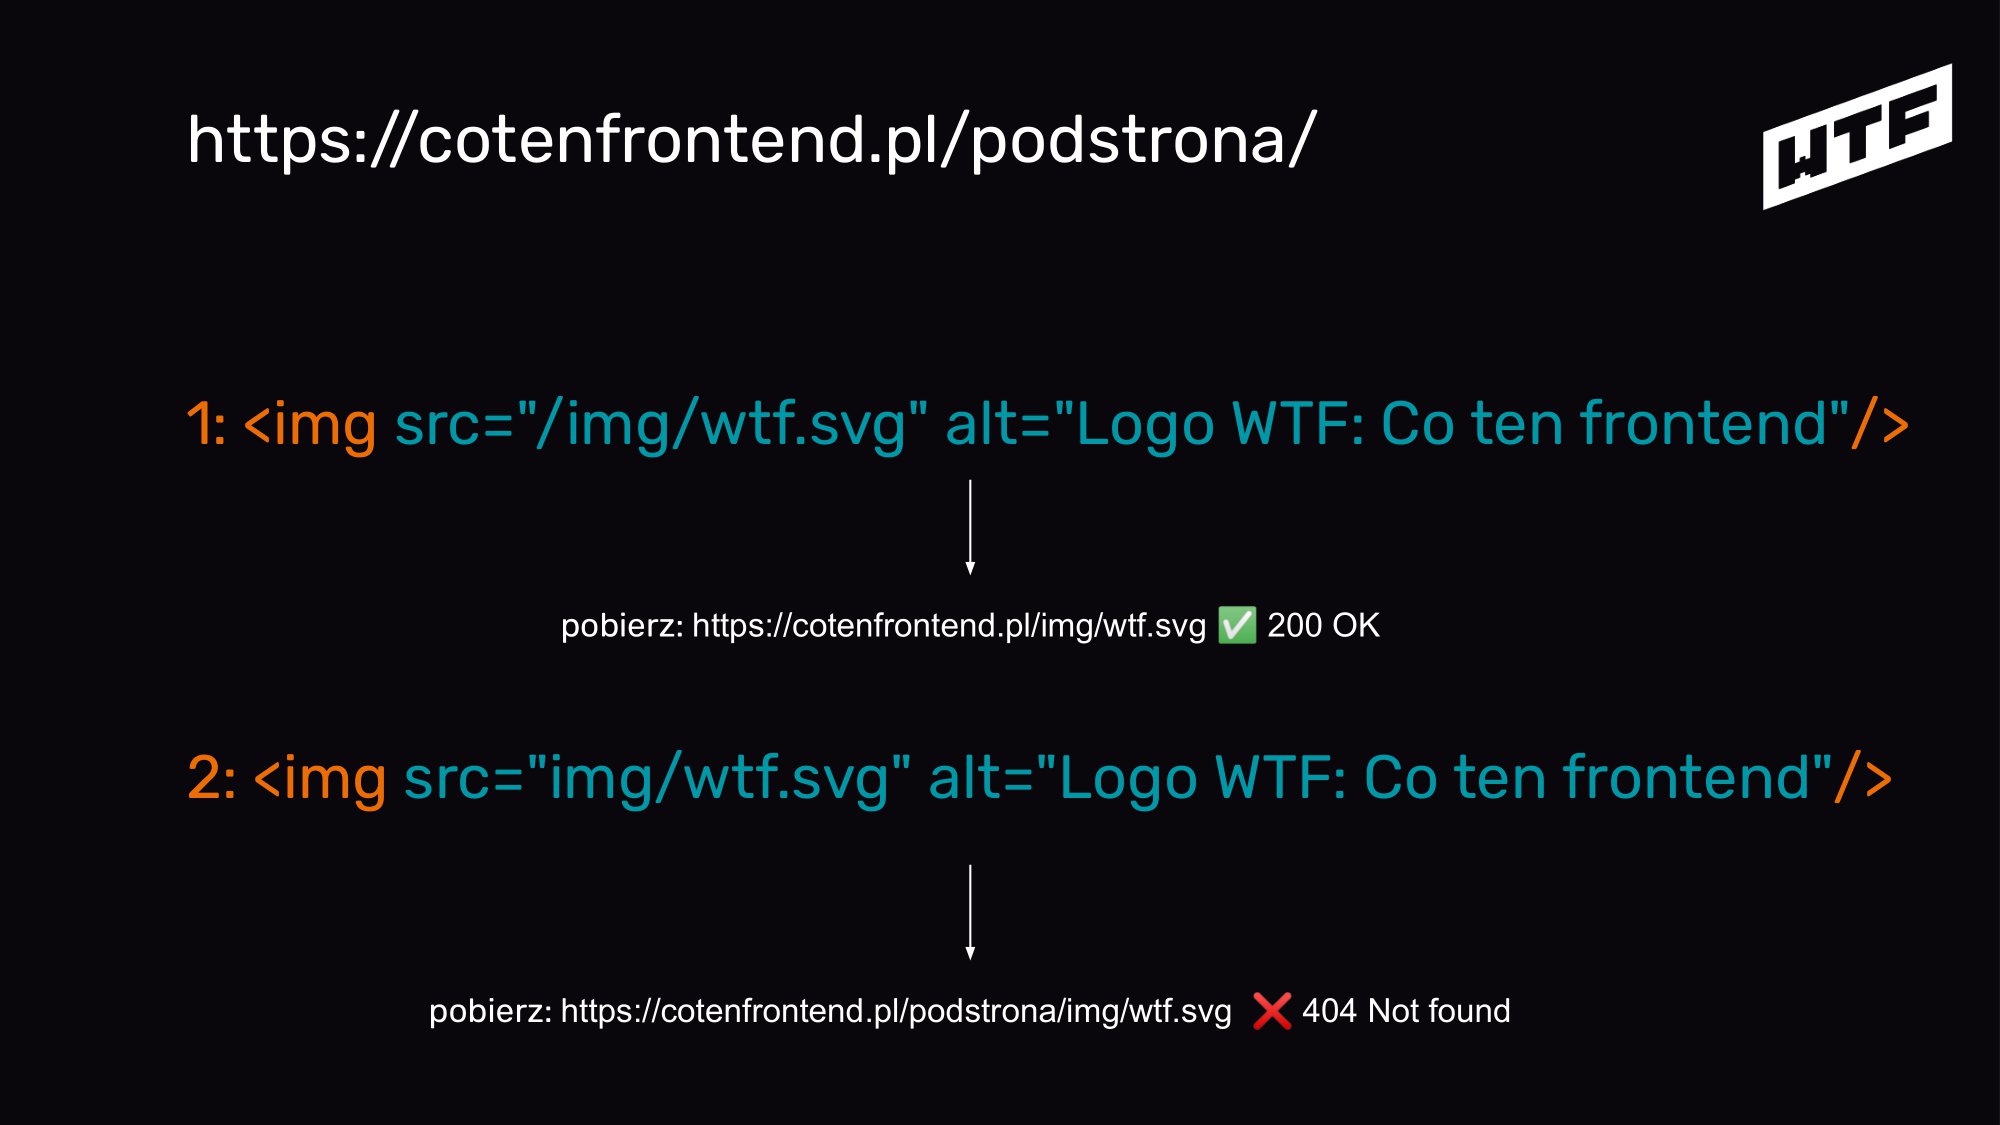 https://cotenfrontend.pl/podstrona/
WTF
1: <img src="/img/wtf.svg" alt="Logo WTF: Co ten frontend"/>
pobierz: https://cotenfrontend.pl/img/wtf.svg ✅ 200 OK
2: <img src="img/wtf.svg" alt="Logo WTF: Co ten frontend"/>
pobierz: https://cotenfrontend.pl/podstrona/img/wtf.svg ❌ 404 Not found